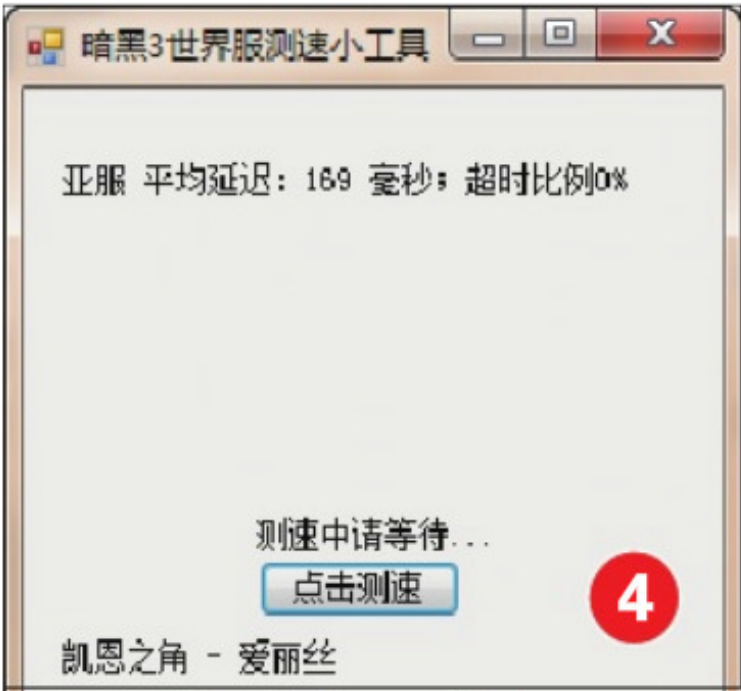 暗黑3世界服测速小工具
亚服 平均延迟: 169 毫秒; 超时比例0%
测速中请等待...
点击测速
4
凯恩之角 - 爱丽丝